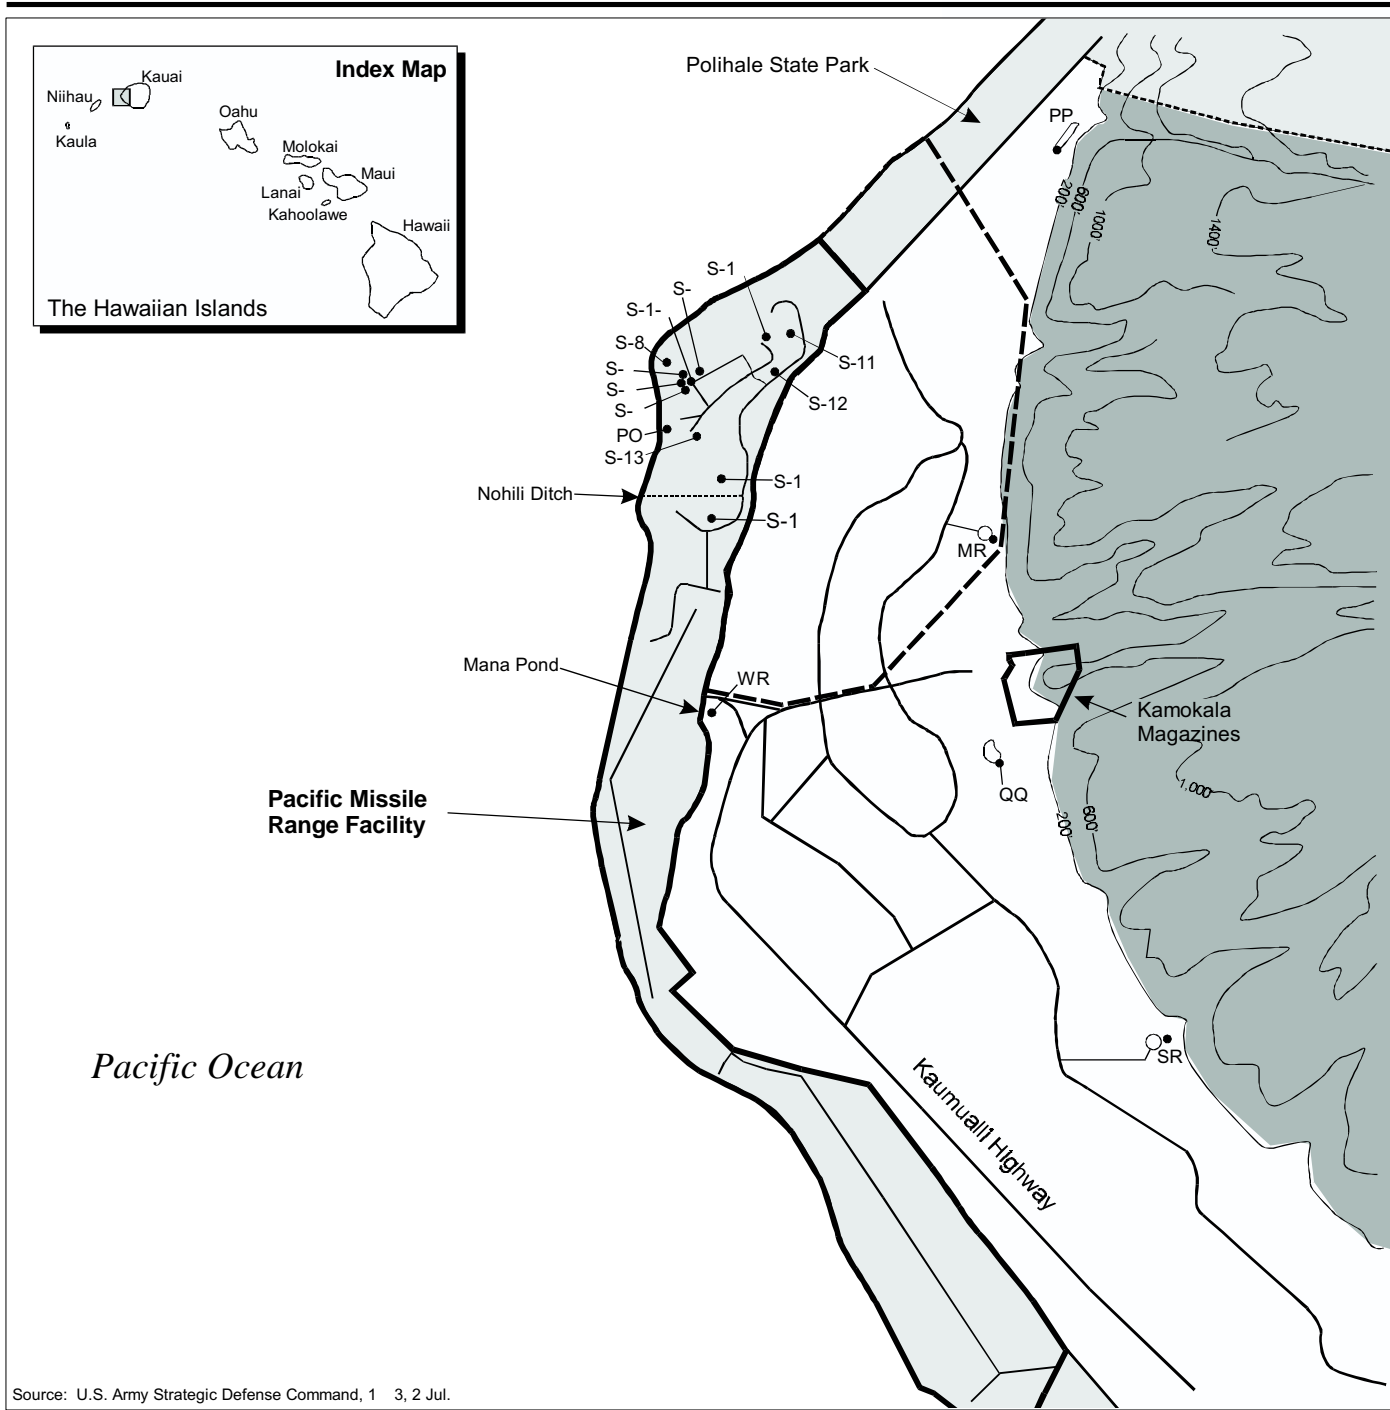 Index Map
Kauai
Niihau
Kaula
Oahu
Molokai
Maui
Lanai
Kahoolawe
Hawaii
The Hawaiian Islands
Polihale State Park
PP
200'
600'
1000'
1400'
S-1
S-
S-1-
S-8
S-
S-
S-
PO
S-13
S-11
S-12
S-1
S-1
Nohili Ditch
MR
Mana Pond
WR
Kamokala
Magazines
QQ
1,000'
200'
600'
Pacific Missile
Range Facility
SR
Pacific Ocean
Kaumualii Highway
Source: U.S. Army Strategic Defense Command, 1 3, 2 Jul.